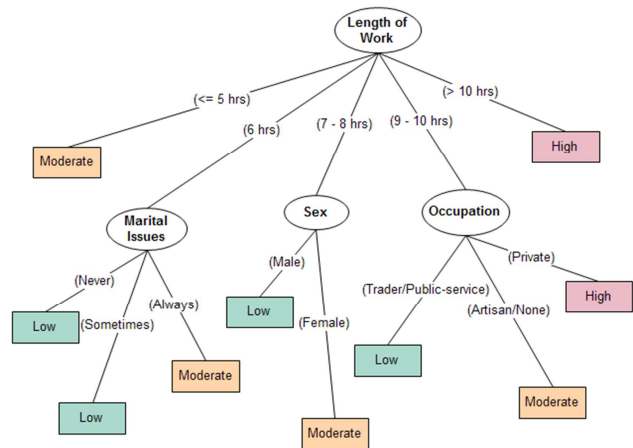 Length of
Work
(<= 5 hrs)
(6 hrs)
(7 - 8 hrs)
(9 - 10 hrs)
(> 10 hrs)
Moderate
High
Marital
Issues
Sex
Occupation
(Never)
(Sometimes)
(Always)
(Male)
(Female)
(Trader/Public-service)
(Artisan/None)
(Private)
Low
Low
Moderate
Low
Moderate
Low
Moderate
High